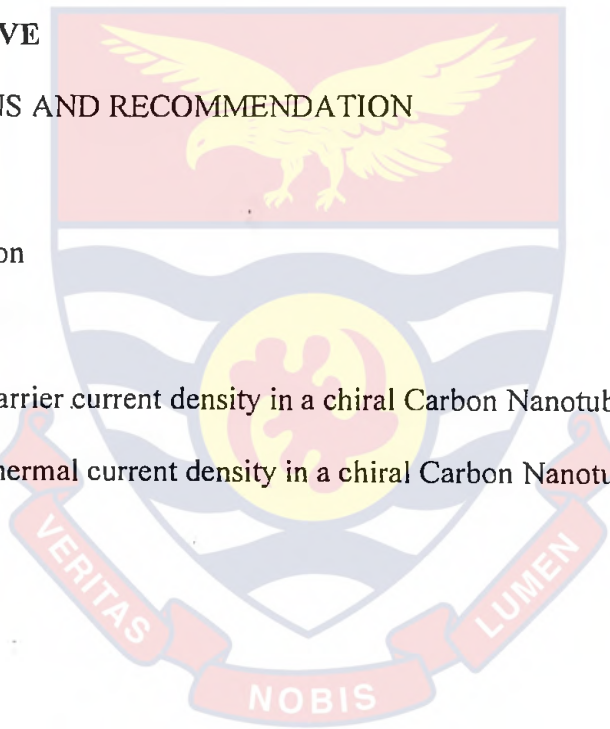 VE
NS AND RECOMMENDATION
on
arrier current density in a chiral Carbon Nanotub
hermal current density in a chiral Carbon Nanotu
VERITAS
NOBIS
LUMEN